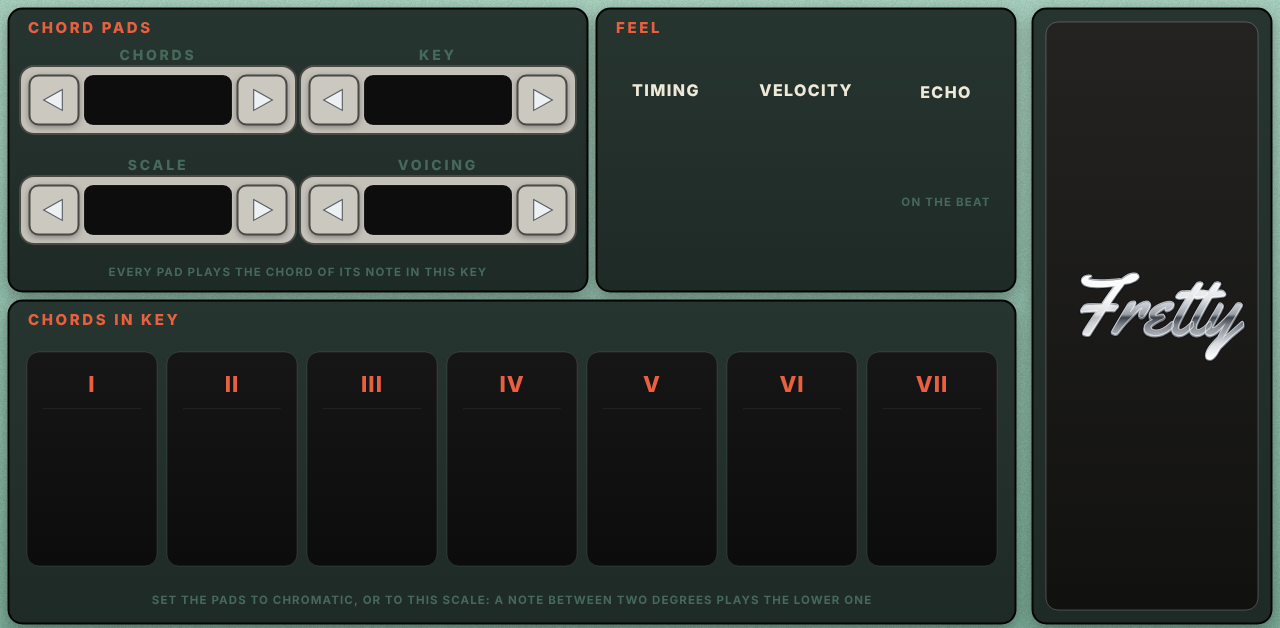 CHORD PADS
CHORDS
KEY
SCALE
VOICING
EVERY PAD PLAYS THE CHORD OF ITS NOTE IN THIS KEY
FEEL
TIMING
VELOCITY
ECHO
ON THE BEAT
CHORDS IN KEY
I
II
III
IV
V
VI
VII
SET THE PADS TO CHROMATIC, OR TO THIS SCALE: A NOTE BETWEEN TWO DEGREES PLAYS THE LOWER ONE
Fretty